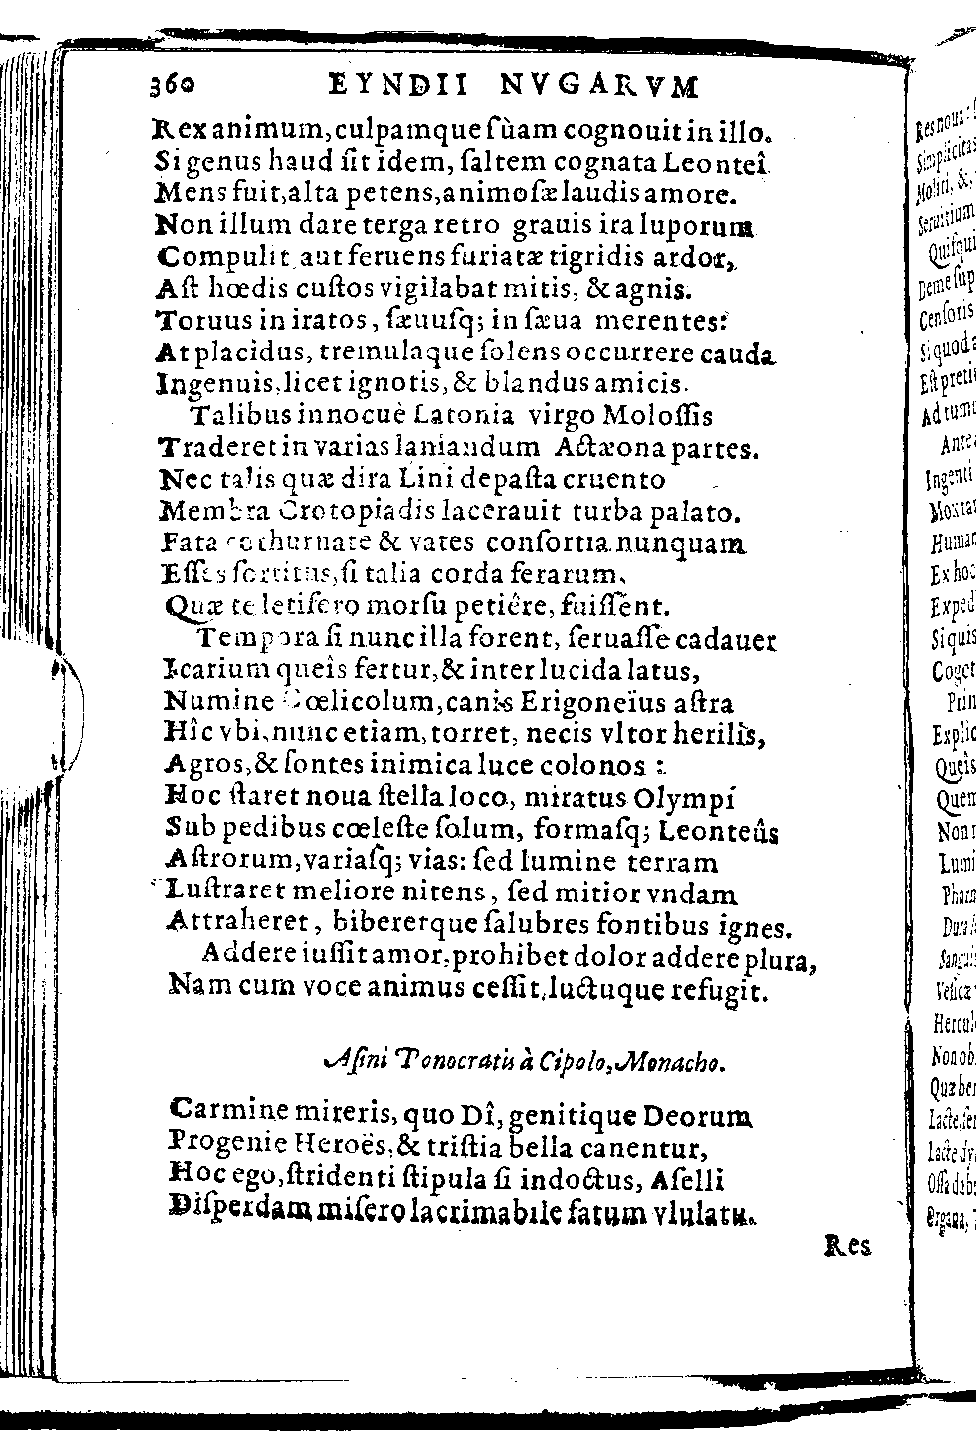 360 EYNDII NVGARVM
Rex animum, culpamque ſùam cognouit in illo.
Si genus haud ſit idem, ſaltem cognata Leonteî
Mens fuit, alta petens, animoſæ laudis amore.
Non illum dare terga retro grauis ira luporum
Compulit aut feruens furiatæ tigridis ardor,
Aſt hœdis cuſtos vigilabat mitis, & agnis.
Toruus in iratos, ſæuuſq; in ſæua merentes:
At placidus, tremulaque ſolens occurrere cauda
Ingenuis, licet ignotis, & blandus amicis.
Talibus innocuè Latonia virgo Moloſſis
Traderet in varias laniandum Actæona partes.
Nec talis quæ dira Lini depaſta cruento
Membra Crotopiadis lacerauit turba palato.
Fata cothurnate & vates conſortia nunquam
Eſſes ſortitus, ſi talia corda ferarum,
Quæ te letifero morſu petiêre, fuiſſent.
Tempora ſi nunc illa forent, ſeruaſſe cadauer
Icarium queîs fertur, & inter lucida latus,
Numine Cœlicolum, canis Erigoneïus aſtra
Hîc vbi, nunc etiam, torret, necis vltor herilis,
Agros, & fontes inimica luce colonos :
Hoc ſtaret noua ſtella loco, miratus Olympí
Sub pedibus cœleſte ſolum, formaſq; Leonteûs
Aſtrorum, variaſq; vias: ſed lumine terram
Luſtraret meliore nitens, ſed mitior vndam
Attraheret, biberetque ſalubres fontibus ignes.
Addere iuſſit amor, prohibet dolor addere plura,
Nam cum voce animus ceſſit, luctuque refugit.
Aſini Tonocratis à Cipolo, Monacho.
Carmine mireris, quo Dî, genitique Deorum
Progenie Heroës, & triſtia bella canentur,
Hoc ego, ſtridenti ſtipula ſi indoctus, Aſelli
Diſperdam miſero lacrimabile fatum vlulatu.
Res